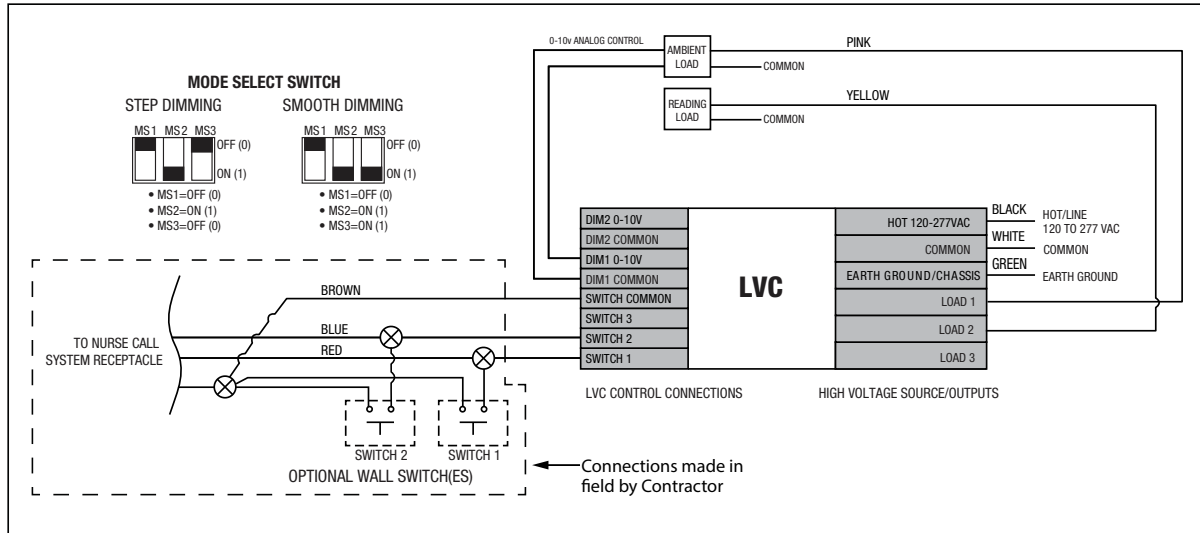 MODE SELECT SWITCH
STEP DIMMING
MS1 MS2 MS3
OFF (0)
ON (1)
• MS1=OFF (0)
• MS2=ON (1)
• MS3=OFF (0)
SMOOTH DIMMING
MS1 MS2 MS3
OFF (0)
ON (1)
• MS1=OFF (0)
• MS2=ON (1)
• MS3=ON (1)
0-10v ANALOG CONTROL
AMBIENT
LOAD
PINK
COMMON
READING
LOAD
YELLOW
COMMON
DIM2 0-10V
DIM2 COMMON
DIM1 0-10V
DIM1 COMMON
SWITCH COMMON
SWITCH 3
SWITCH 2
SWITCH 1
LVC
HOT 120-277VAC
COMMON
EARTH GROUND/CHASSIS
LOAD 1
LOAD 2
LOAD 3
BLACK
HOT/LINE
120 TO 277 VAC
WHITE
COMMON
GREEN
EARTH GROUND
LVC CONTROL CONNECTIONS
HIGH VOLTAGE SOURCE/OUTPUTS
BROWN
BLUE
RED
TO NURSE CALL
SYSTEM RECEPTACLE
SWITCH 2
SWITCH 1
OPTIONAL WALL SWITCH(ES)
Connections made in
field by Contractor